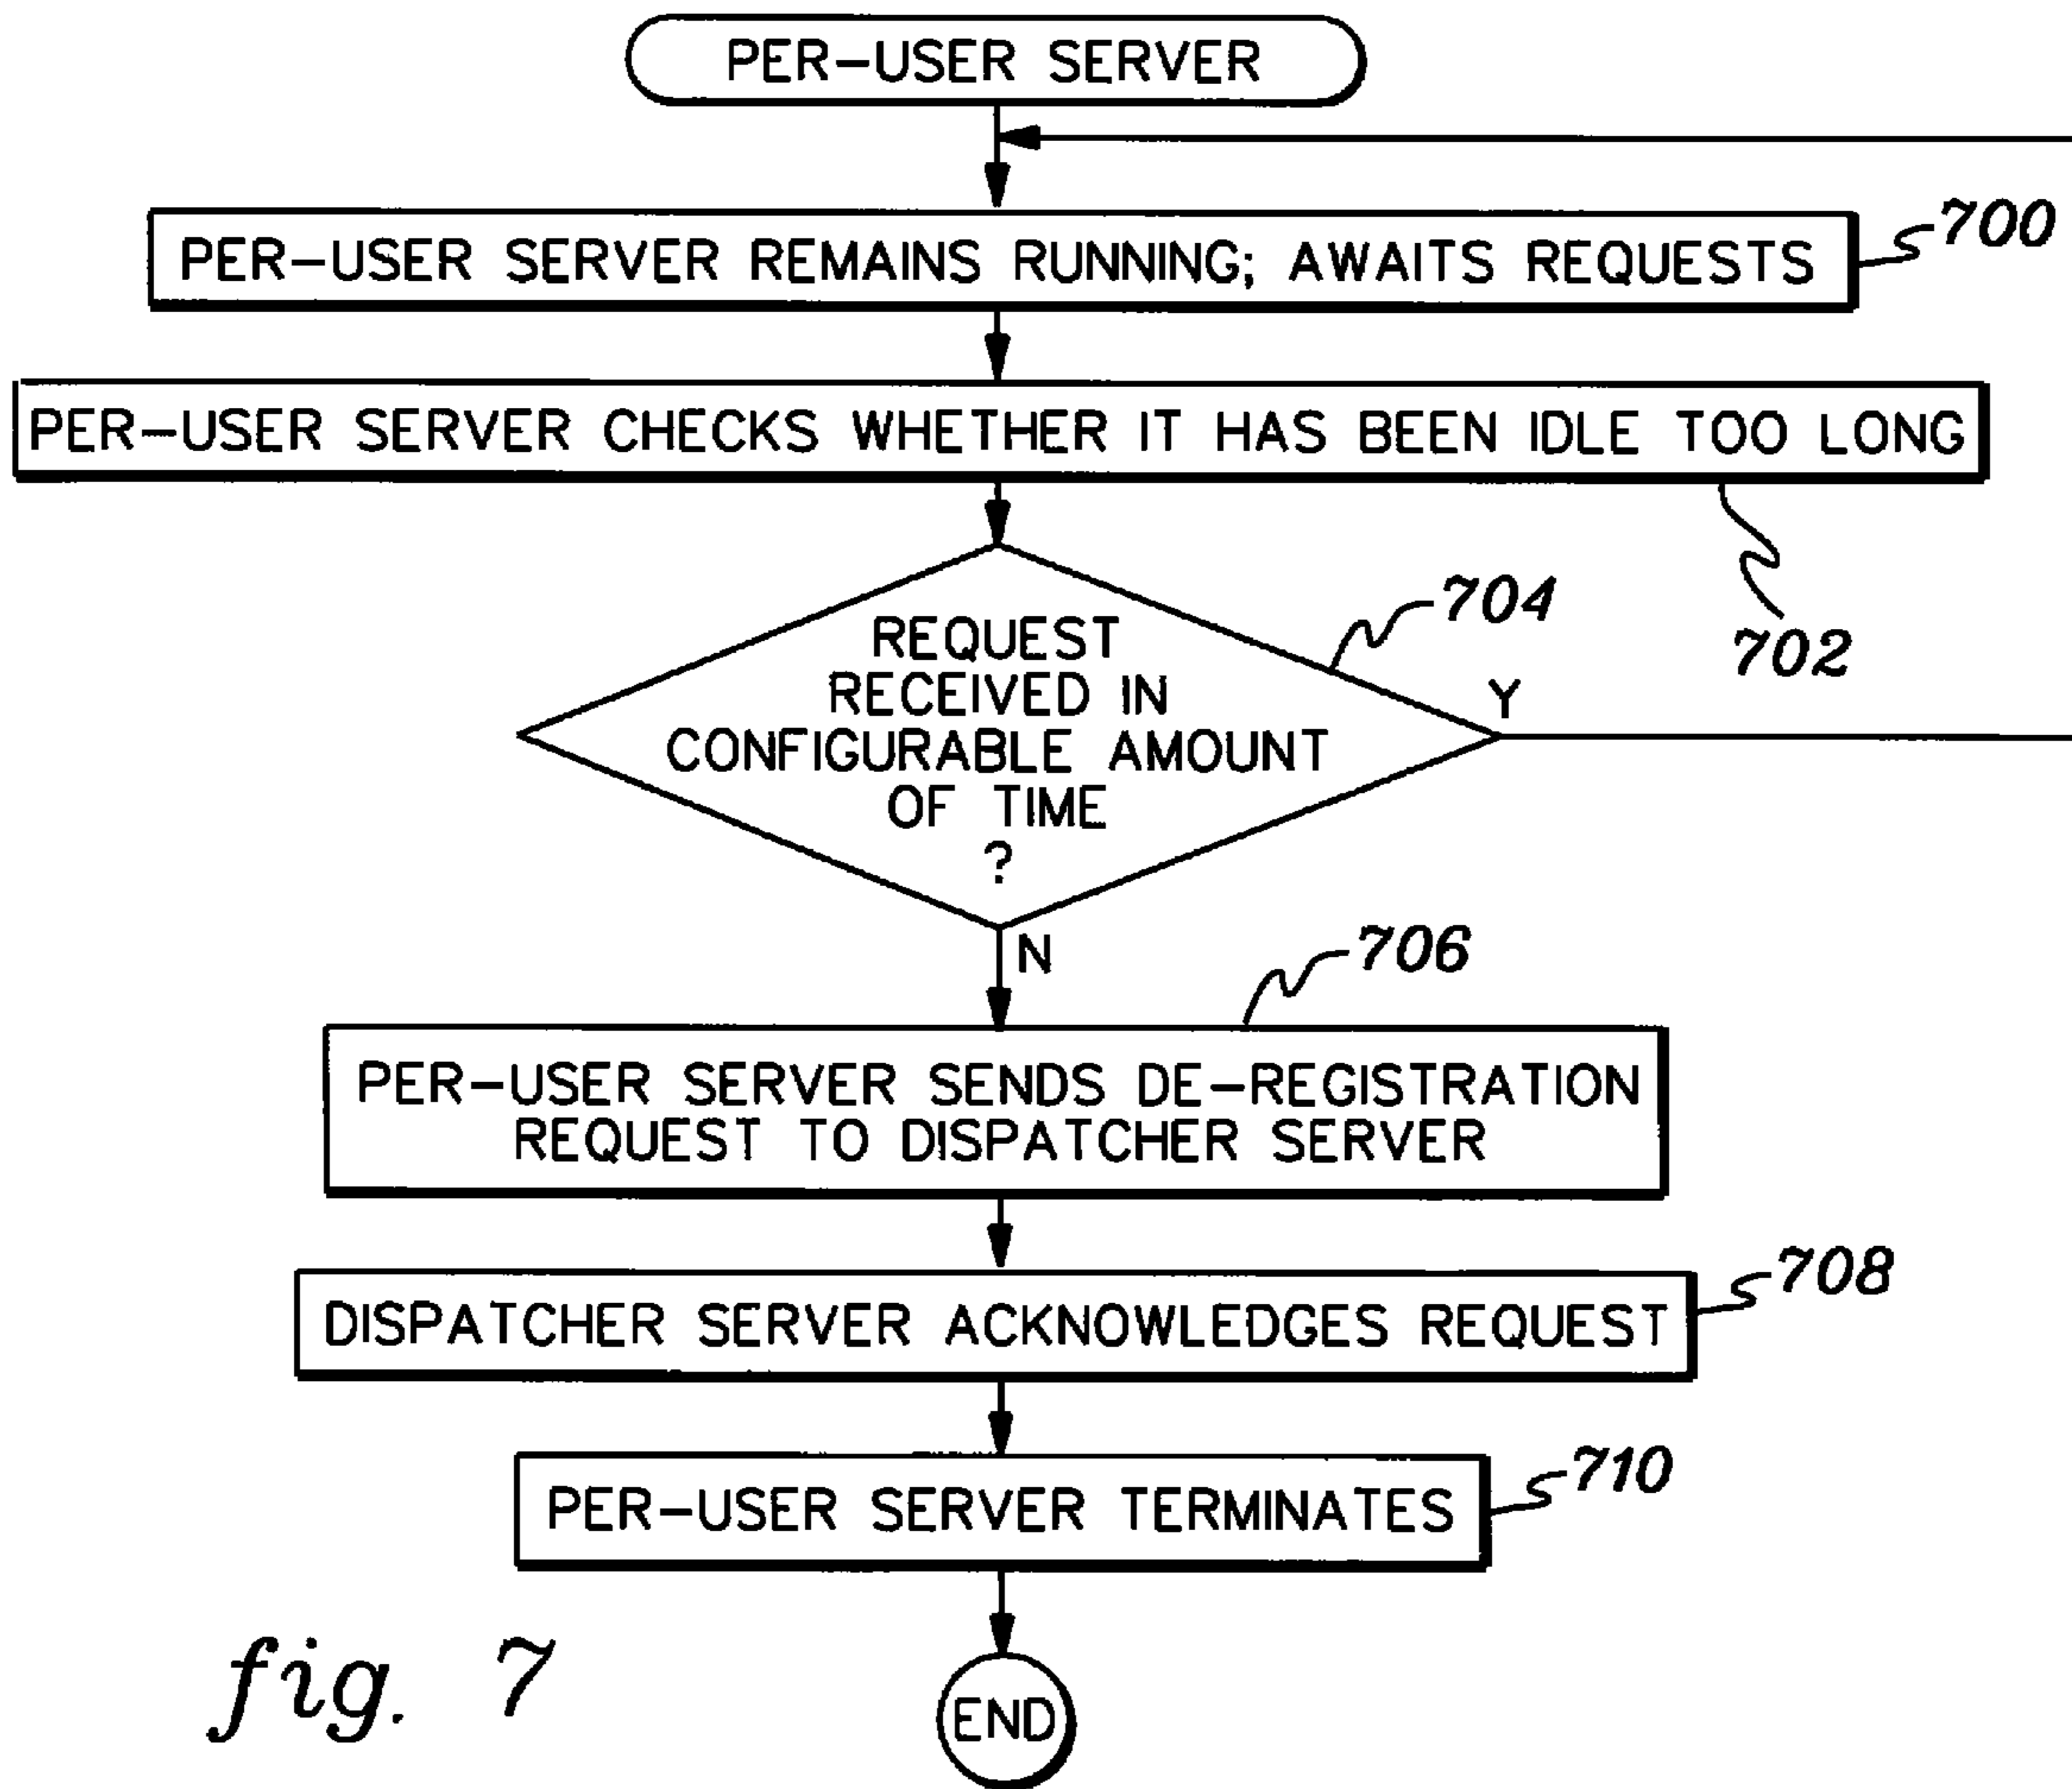 PER-USER SERVER
PER-USER SERVER REMAINS RUNNING; AWAITS REQUESTS
700
PER-USER SERVER CHECKS WHETHER IT HAS BEEN IDLE TOO LONG
702
REQUEST
RECEIVED IN
CONFIGURABLE AMOUNT
OF TIME
?
704
Y
N
706
PER-USER SERVER SENDS DE-REGISTRATION
REQUEST TO DISPATCHER SERVER
DISPATCHER SERVER ACKNOWLEDGES REQUEST
708
PER-USER SERVER TERMINATES
710
END
fig. 7